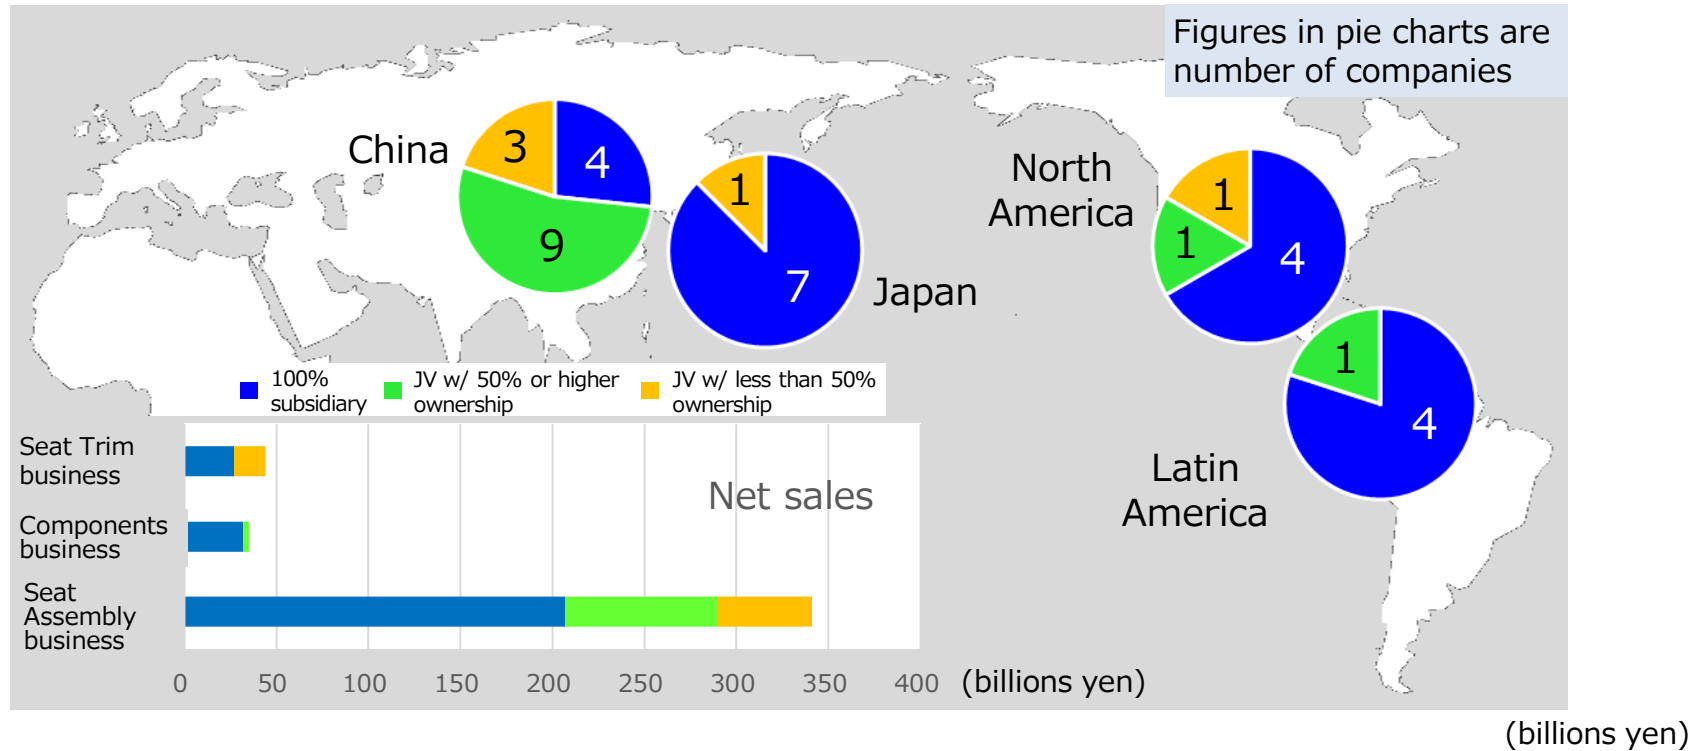 Figures in pie charts are
number of companies
China
3
4
9
1
7
Japan
North
America
1
1
4
1
4
Latin
America
100%
subsidiary
JV w/ 50% or higher
ownership
JV w/ less than 50%
ownership
Seat Trim
business
Components
business
Seat
Assembly
business
Net sales
0 50 100 150 200 250 300 350 400 (billions yen)
(billions yen)